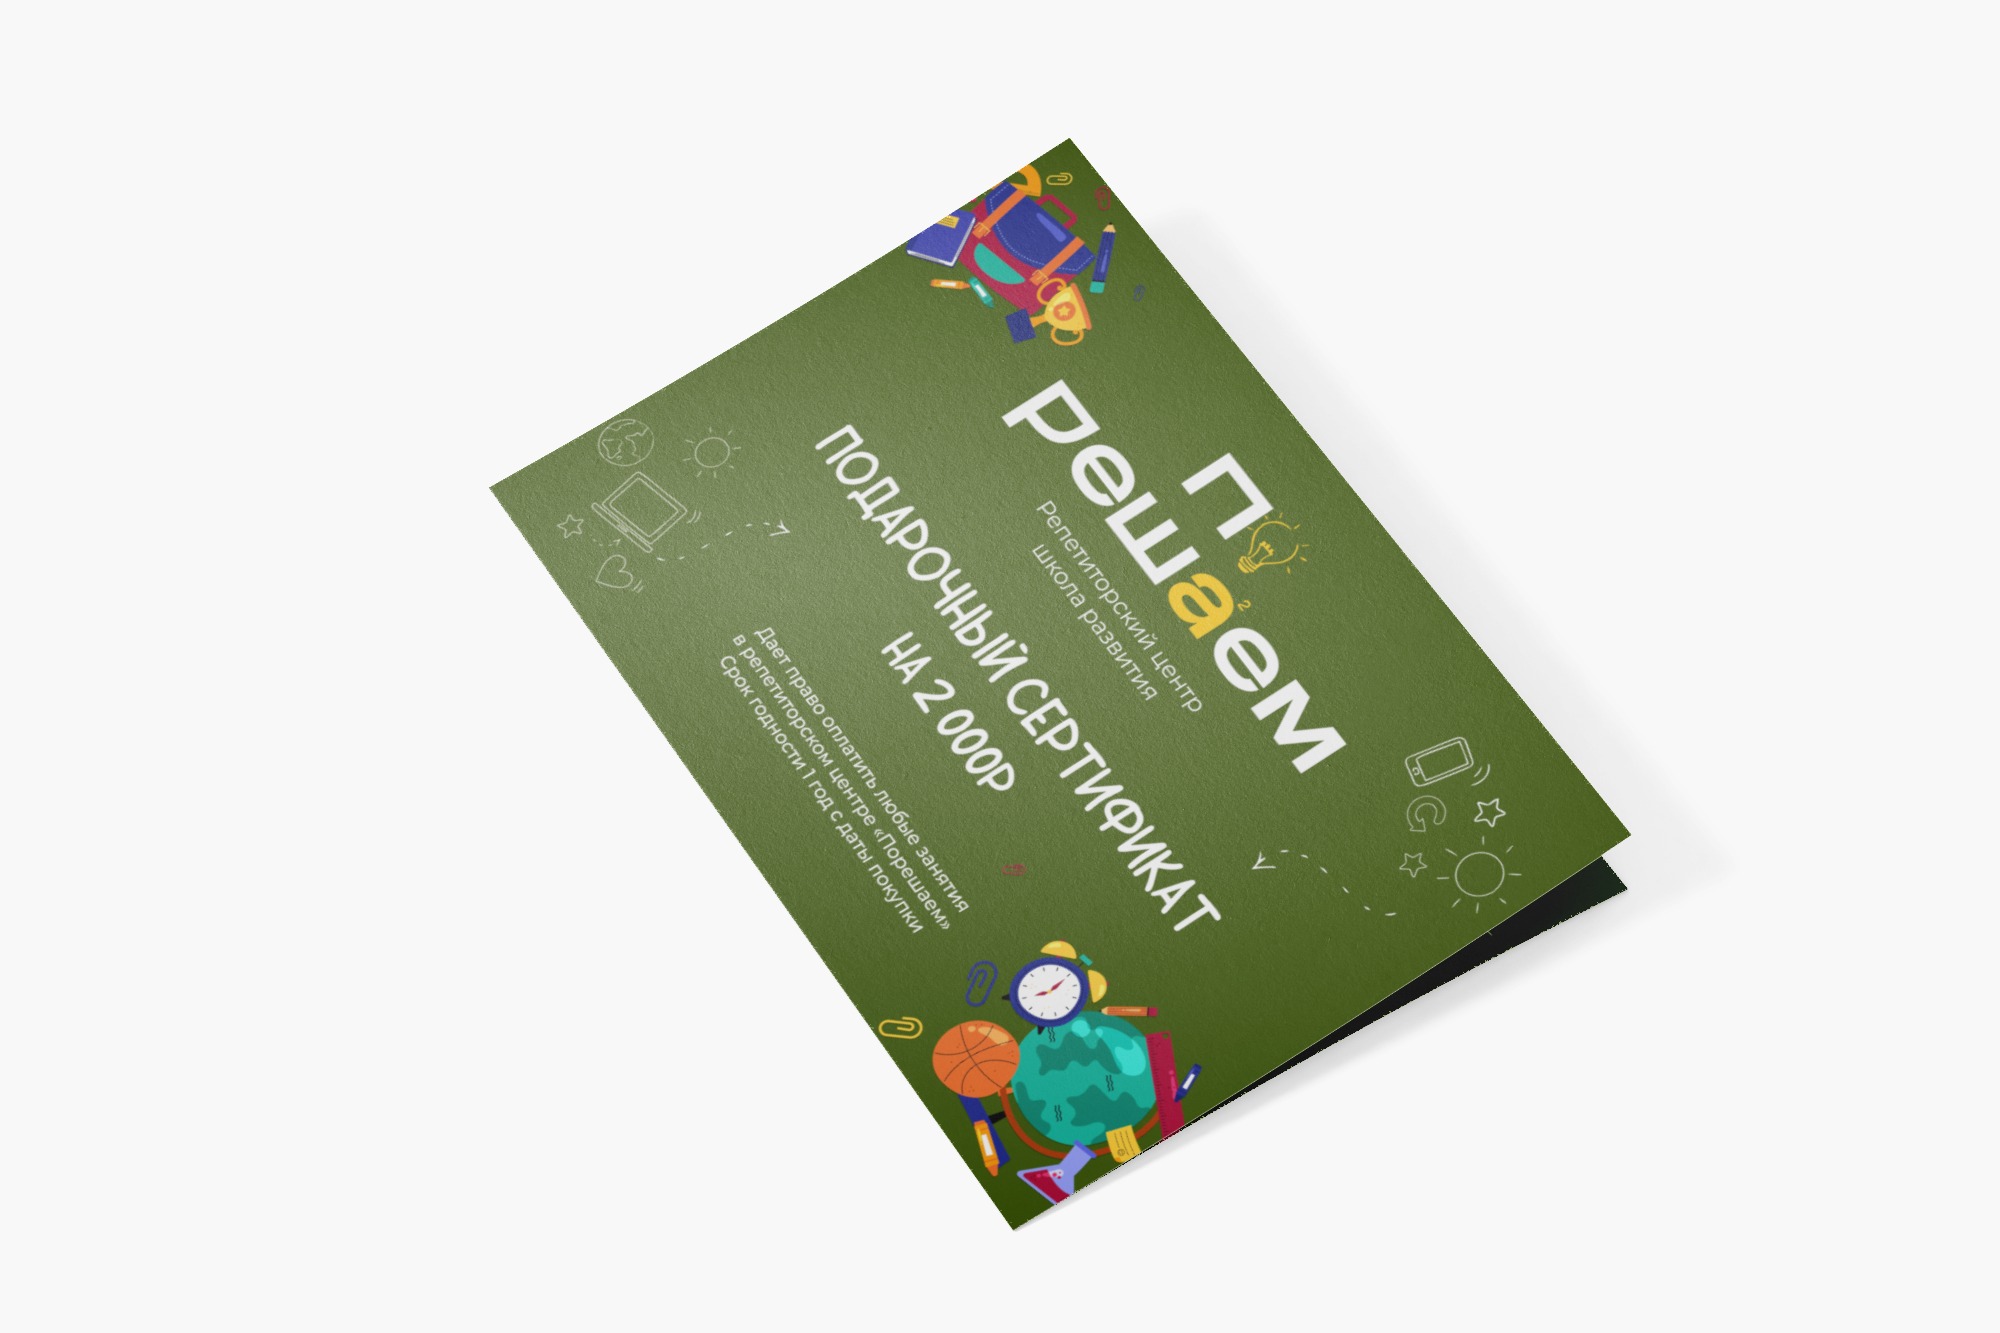 По
решаем
2
Репетиторский центр
школа развития
ПОДАРОЧНЫЙ СЕРТИФИКАТ
НА 2 000Р
Дает право оплатить любые занятия
в репетиторском центре «Порешаем»
Срок годности 1 год с даты покупки